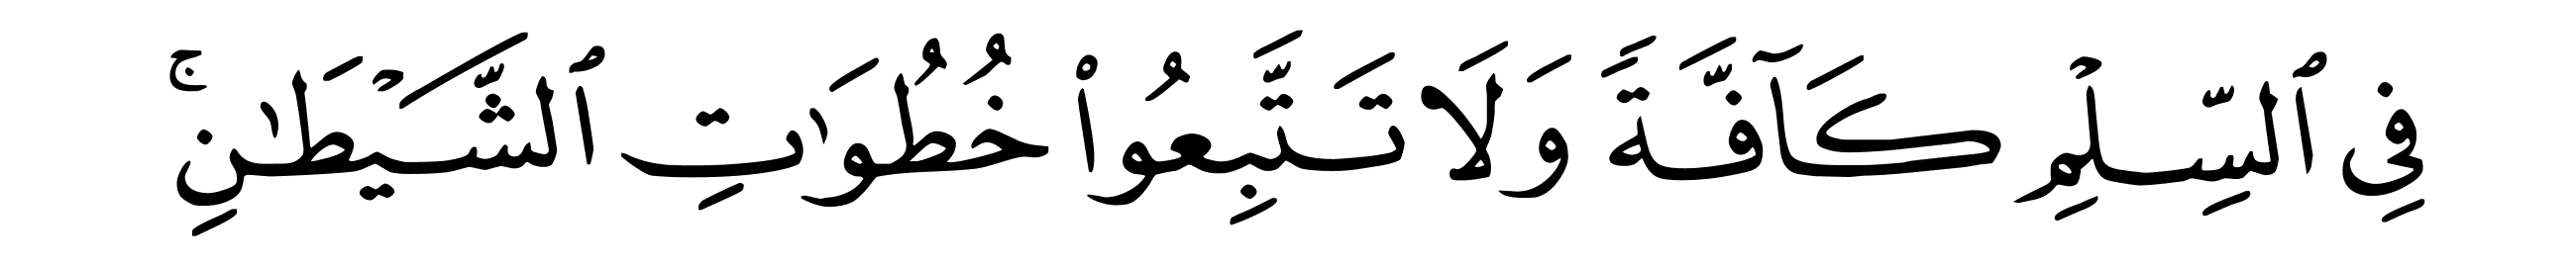 فِي ٱلسِّلۡمِ كَآفَّةٗ وَلَا تَتَّبِعُواْ خُطُوَٰتِ ٱلشَّيۡطَٰنِۚ